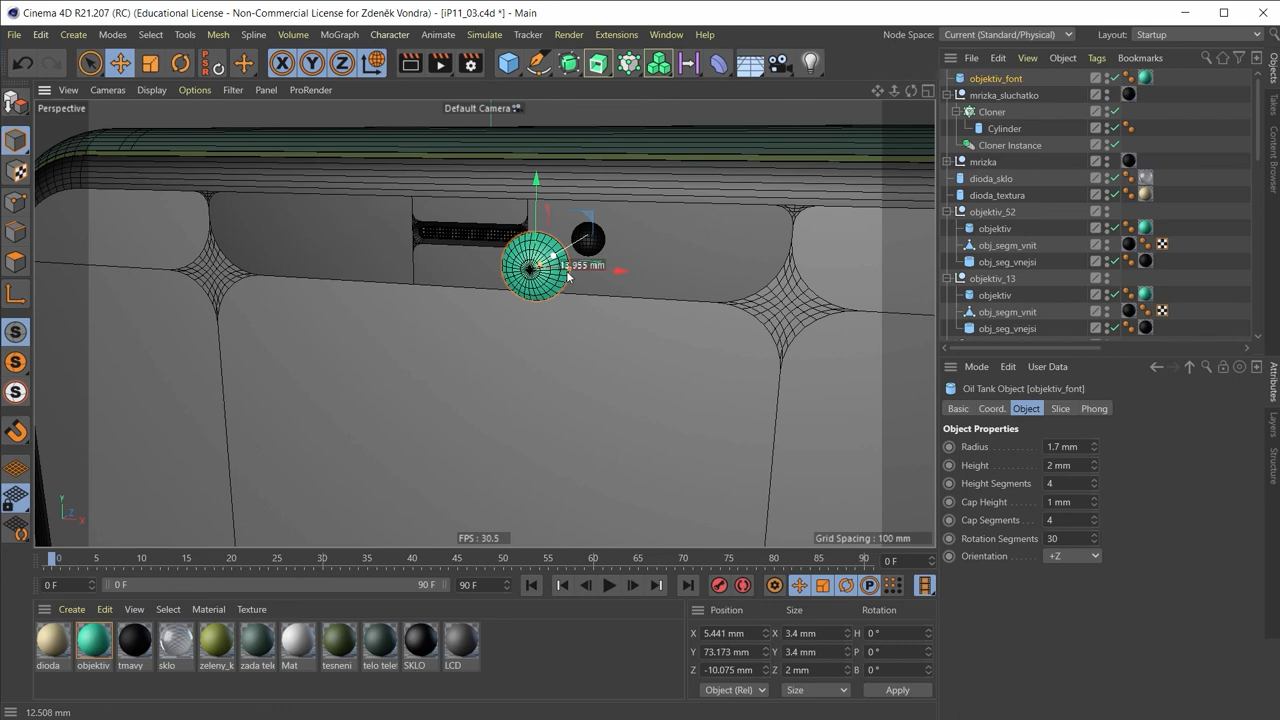 Cinema 4D R21.207 (RC) (Educational License - Non-Commercial License for Zdeněk Vondra) - [iP11_03.c4d *] - Main
File Edit Create Modes Select Tools Mesh Spline Volume MoGraph Character Animate Simulate Tracker Render Extensions Window Help Node Space: Current (Standard/Physical) Layout: Startup
X Y Z
PSR
View Cameras Display Options Filter Panel ProRender
File Edit View Object Tags Bookmarks
Perspective
Default Camera
objektiv_font
mrizka_sluchatko
Cloner
Cylinder
Cloner Instance
mrizka
dioda_sklo
dioda_textura
objektiv_52
objektiv
obj_segm_vnit
obj_seg_vnejsi
objektiv_13
objektiv
obj_segm_vnit
obj_seg_vnejsi
Objects
Takes
Content Browser
Attributes
Layers
Structure
Mode Edit User Data
Oil Tank Object [objektiv_font]
Basic Coord. Object Slice Phong
Object Properties
Radius 1.7 mm
Height 2 mm
Height Segments 4
Cap Height 1 mm
Cap Segments 4
Rotation Segments 30
Orientation +Z
Y
Z
X
FPS : 30.5
Grid Spacing : 100 mm
0 5 10 15 20 25 30 35 40 45 50 55 60 65 70 75 80 85 90 0 F
0 F 0 F 90 F 90 F
Create Edit View Select Material Texture
dioda objektiv tmavy sklo zeleny_k zada tele Mat tesneni telo tele SKLO LCD
Position Size Rotation
X 5.441 mm X 3.4 mm H 0 °
Y 73.173 mm Y 3.4 mm P 0 °
Z -10.075 mm Z 2 mm B 0 °
Object (Rel) Size Apply
12.508 mm